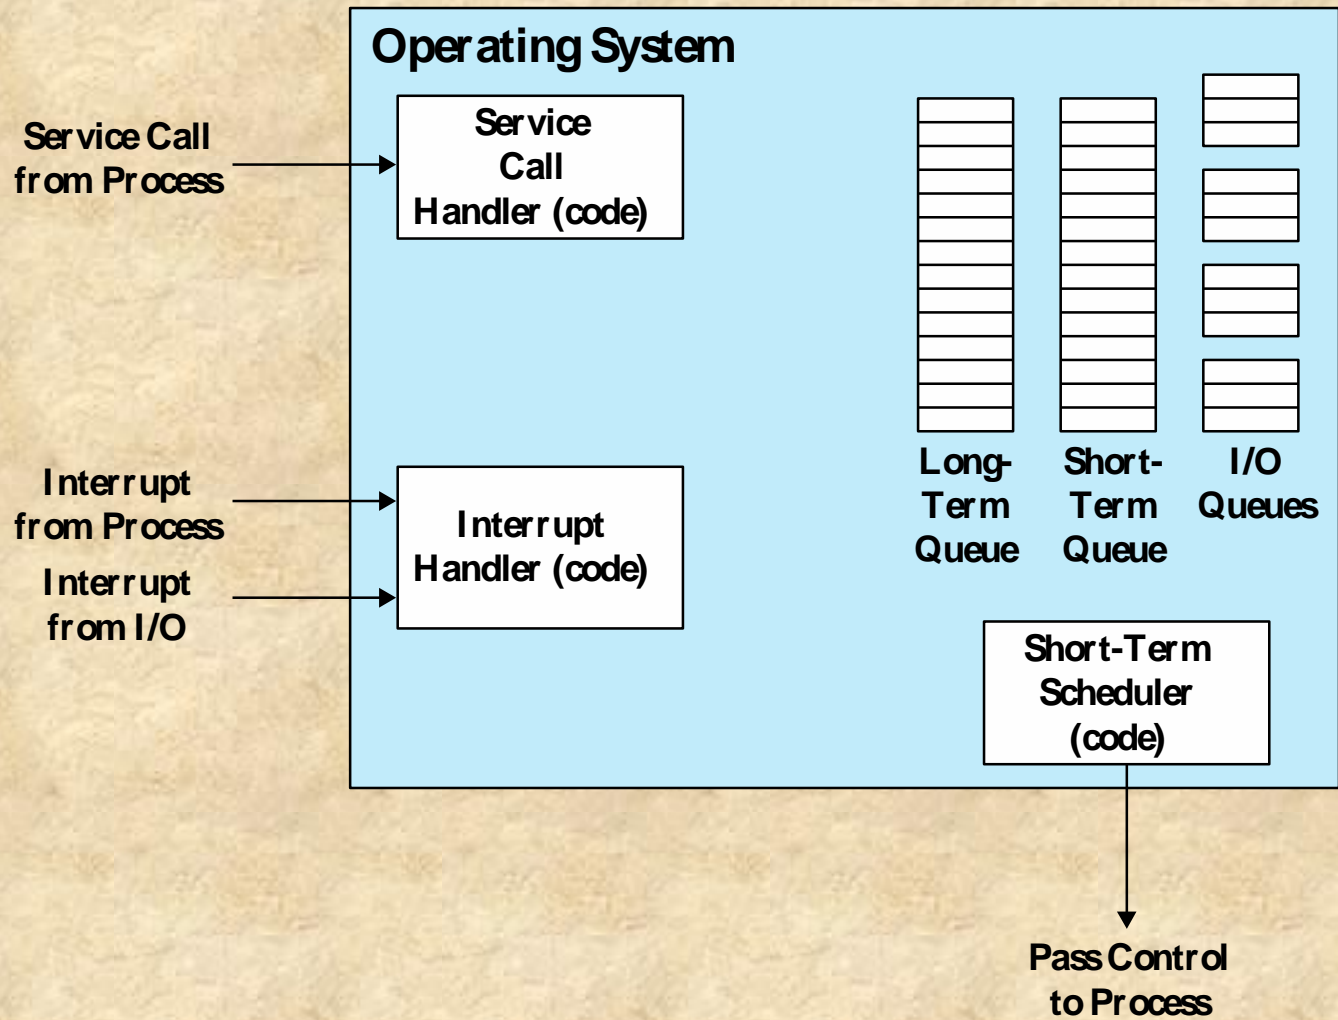 Operating System
Service Call
from Process
Service
Call
Handler (code)
Interrupt
from Process
Interrupt
from I/O
Interrupt
Handler (code)
Long-
Term
Queue
Short-
Term
Queue
I/O
Queues
Short-Term
Scheduler
(code)
Pass Control
to Process